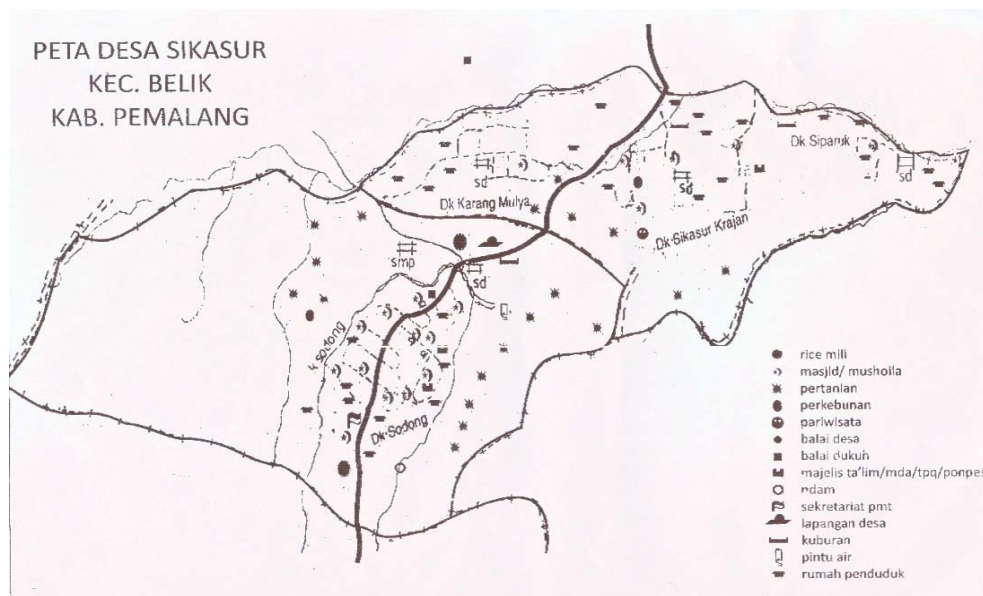 PETA DESA SIKASUR
KEC. BELIK
KAB. PEMALANG
Dk Siparuk
sd
sd
sd
Dk Karang Mulya
Dk Sikasur Krajan
smp
sd
k sodong
Dk Sodong
rice mill
masjid/ musholla
pertanian
perkebunan
pariwisata
balai desa
balai dukuh
majelis ta'lim/mda/tpq/ponpes
sekretariat pmt
lapangan desa
kuburan
pintu air
rumah penduduk